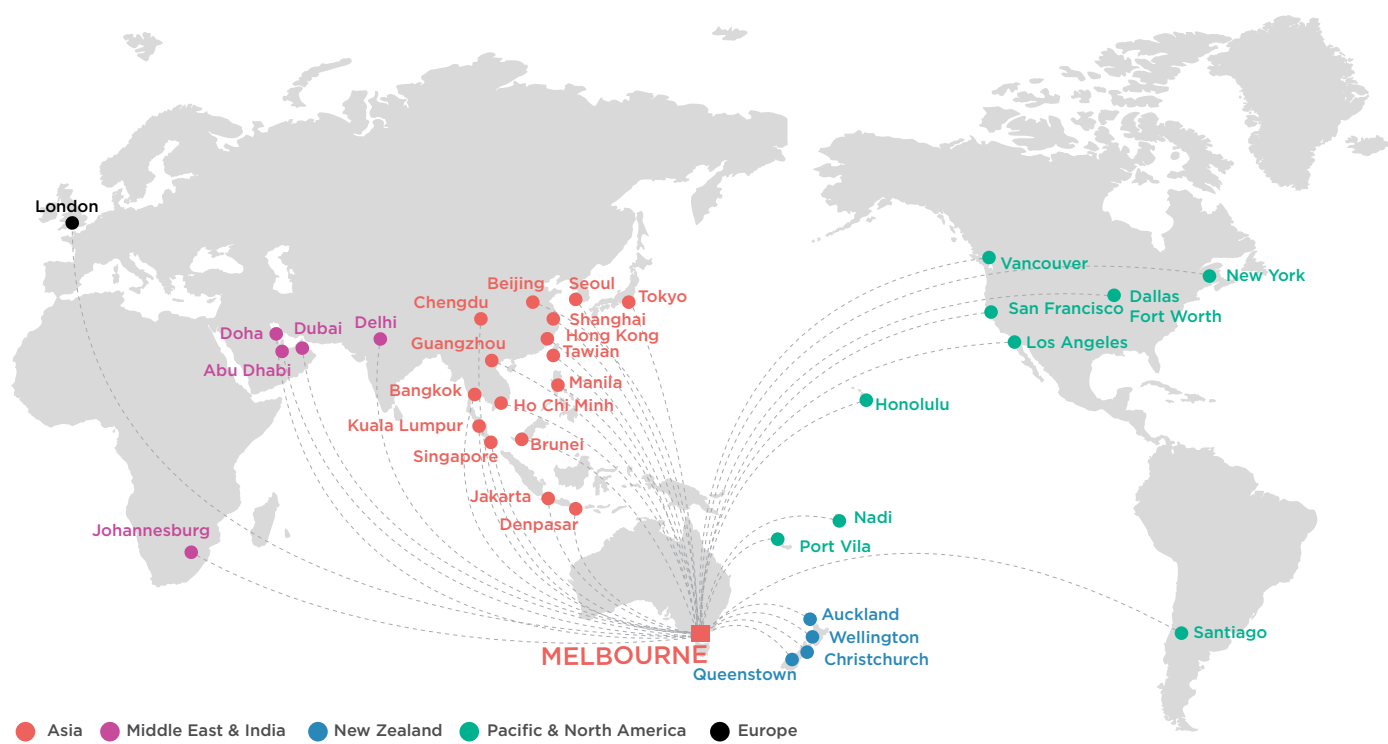 London
Beijing
Seoul
Chengdu
Tokyo
Doha
Dubai
Delhi
Shanghai
Guangzhou
Hong Kong
Tawian
Abu Dhabi
Bangkok
Manila
Ho Chi Minh
Kuala Lumpur
Singapore
Brunei
Jakarta
Denpasar
Johannesburg
MELBOURNE
Vancouver
New York
San Francisco
Dallas
Fort Worth
Los Angeles
Honolulu
Nadi
Port Vila
Auckland
Wellington
Christchurch
Queenstown
Santiago
Asia
Middle East & India
New Zealand
Pacific & North America
Europe